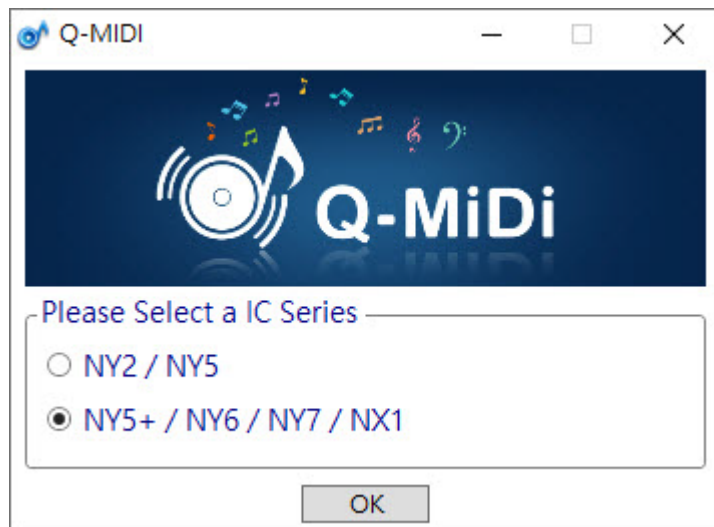 Q-MIDI
Q-MiDi
Please Select a IC Series
NY2 / NY5
NY5+ / NY6 / NY7 / NX1
OK